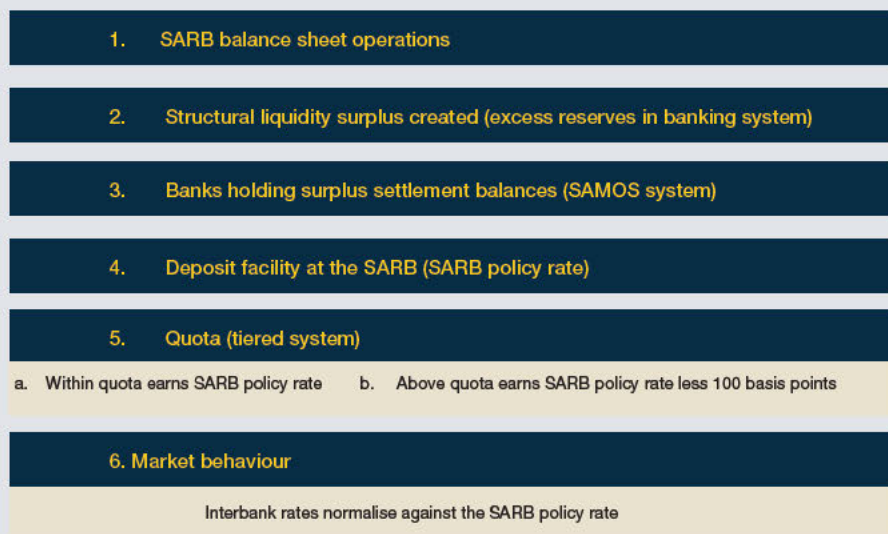 1. SARB balance sheet operations
2. Structural liquidity surplus created (excess reserves in banking system)
3. Banks holding surplus settlement balances (SAMOS system)
4. Deposit facility at the SARB (SARB policy rate)
5. Quota (tiered system)
a. Within quota earns SARB policy rate b. Above quota earns SARB policy rate less 100 basis points
6. Market behaviour
Interbank rates normalise against the SARB policy rate